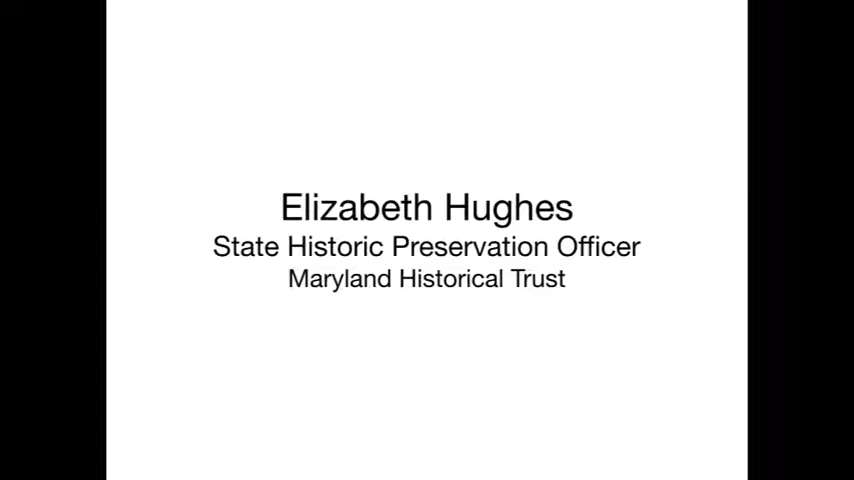 Elizabeth Hughes
State Historic Preservation Officer
Maryland Historical Trust